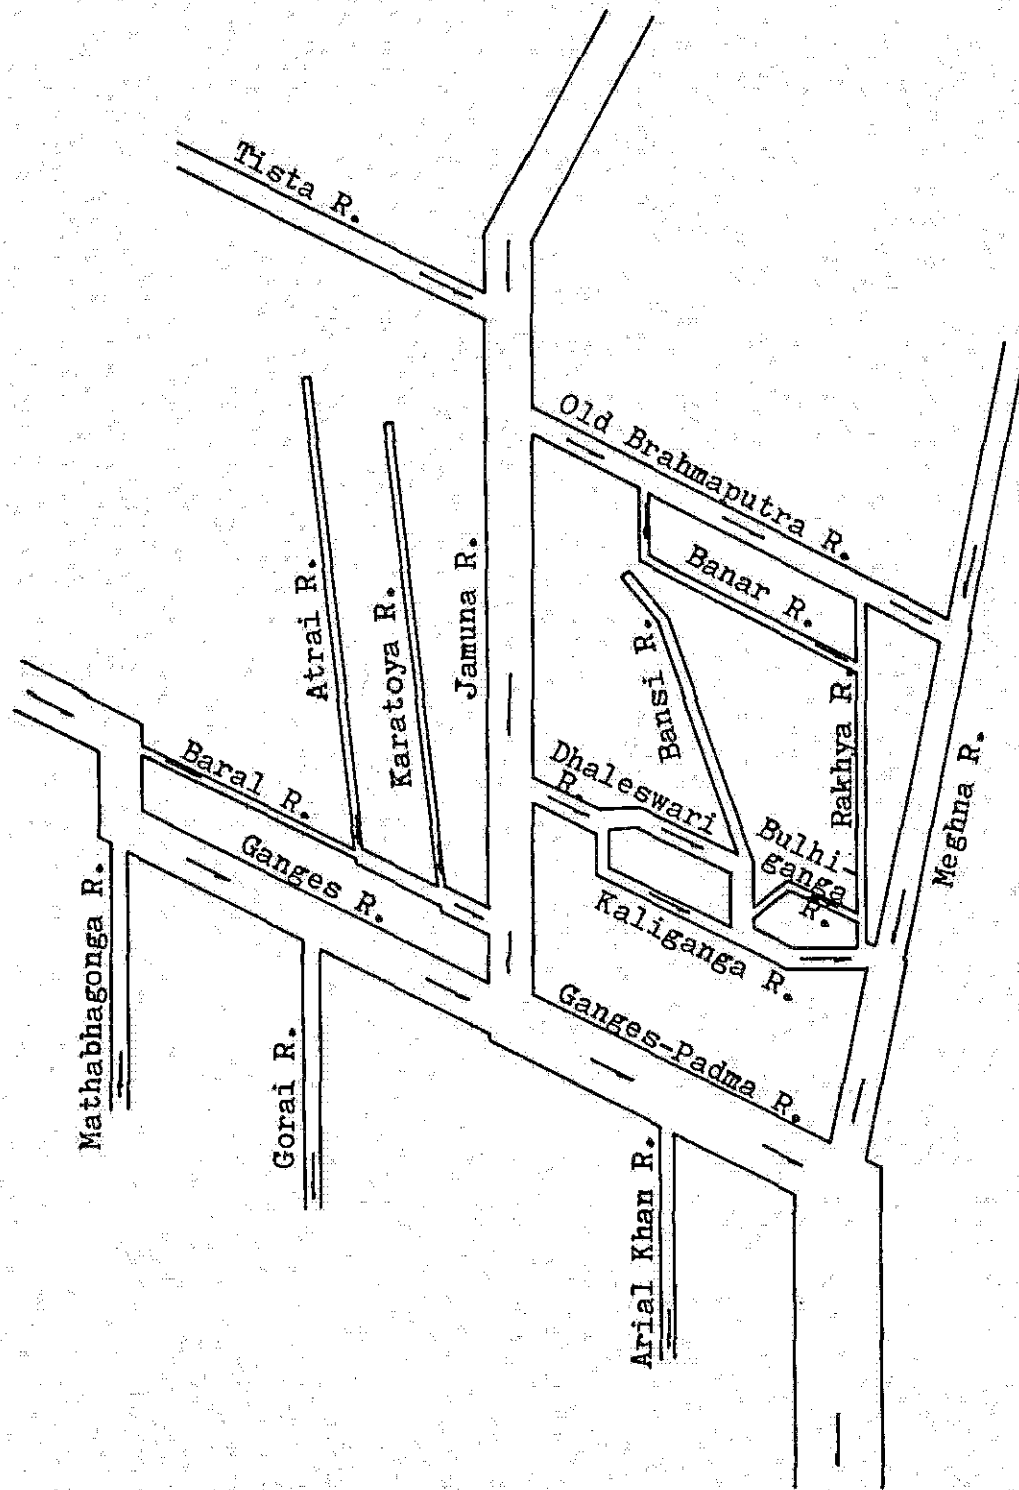 Tista R.
Old Brahmaputra R.
Atrai R.
Karatoya R.
Jamuna R.
Banar R.
Bansi R.
Rakhya R.
Baral R.
Ganges R.
Dhaleswari
R.
Bulhi-
ganga
R.
Meghna R.
Kaliganga R.
Mathabhagonga R.
Gorai R.
Ganges-Padma R.
Arial Khan R.